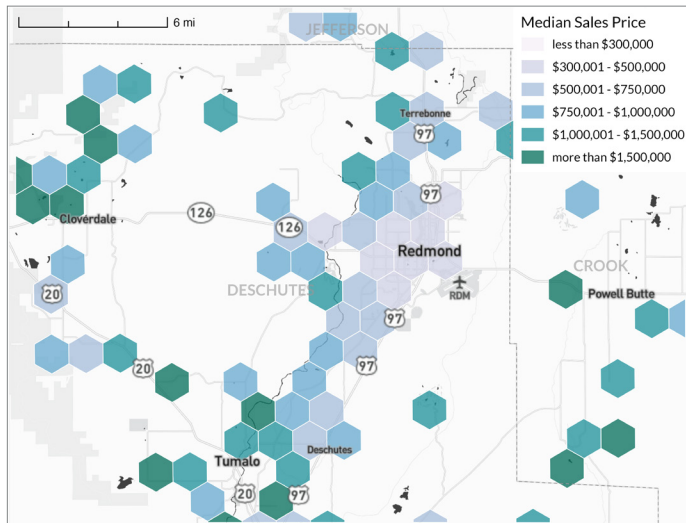 6 mi
JEFFERSON
Median Sales Price
less than $300,000
$300,001 - $500,000
$500,001 - $750,000
$750,001 - $1,000,000
$1,000,001 - $1,500,000
more than $1,500,000
Terrebonne
97
97
126
Cloverdale
126
Redmond
CROOK
20
DESCHUTES
RDM
Powell Butte
97
97
20
Deschutes
Tumalo
20
97